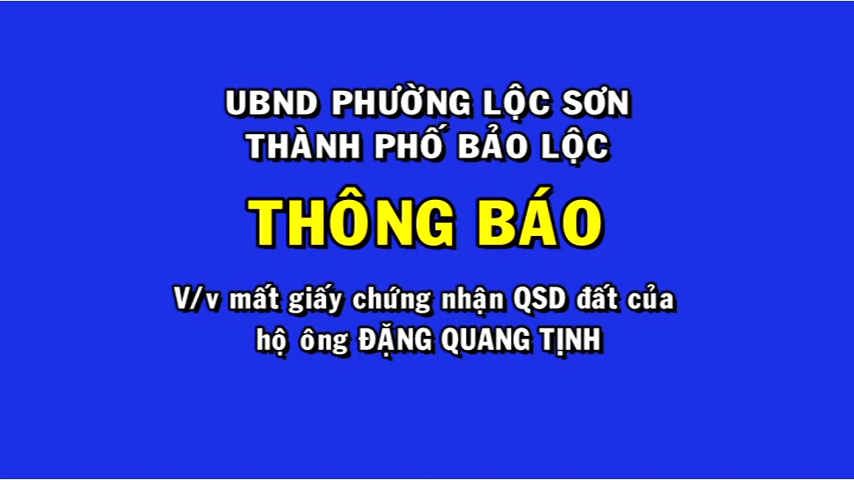 UBND PHƯỜNG LỘC SƠN
THÀNH PHỐ BẢO LỘC
THÔNG BÁO
V/v mất giấy chứng nhận QSD đất của
hộ ông ĐẶNG QUANG TỊNH